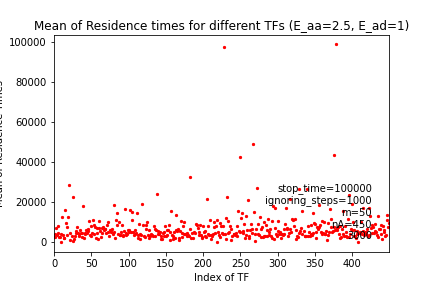 Mean of Residence times for different TFs (E_aa=2.5, E_ad=1)
Mean of Residence Times
100000
80000
60000
40000
20000
0
stop_time=100000
ignoring_steps=1000
m=50
nA=450
0 50 100 150 200 250 300 350 400
Index of TF